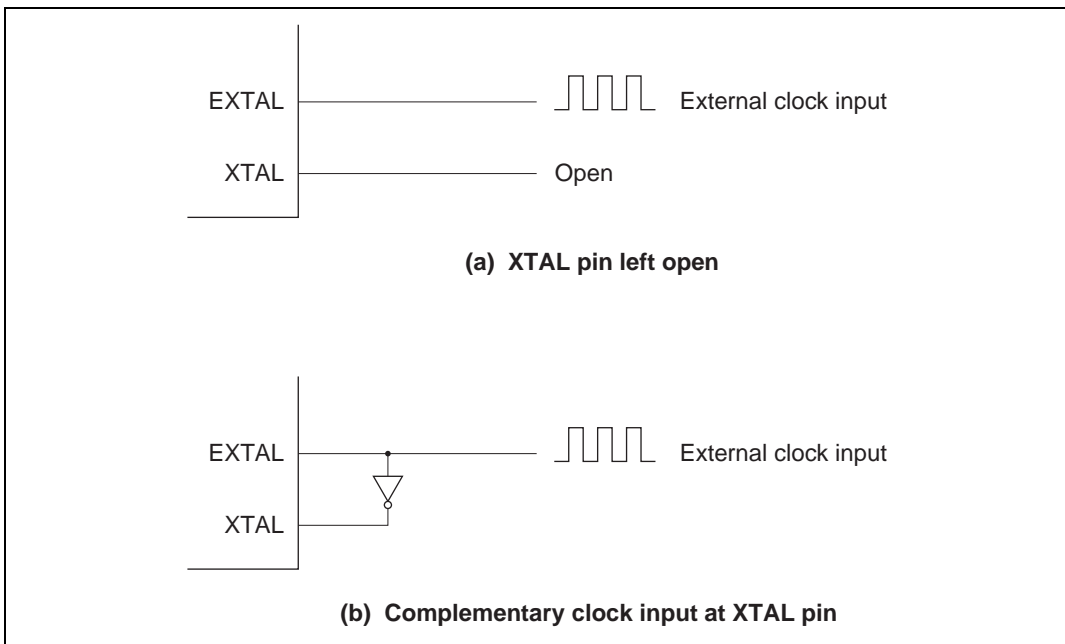 EXTAL External clock input
XTAL Open
(a) XTAL pin left open
EXTAL External clock input
XTAL
(b) Complementary clock input at XTAL pin